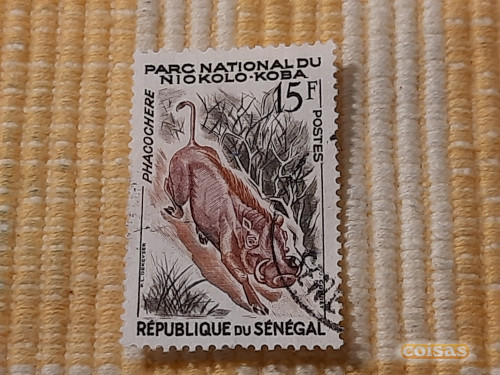 PARC NATIONAL DU
NIOKOLO-KOBA
15F
POSTES
PHACOCHERE
RÉPUBLIQUE DU SÉNÉGAL
coisas